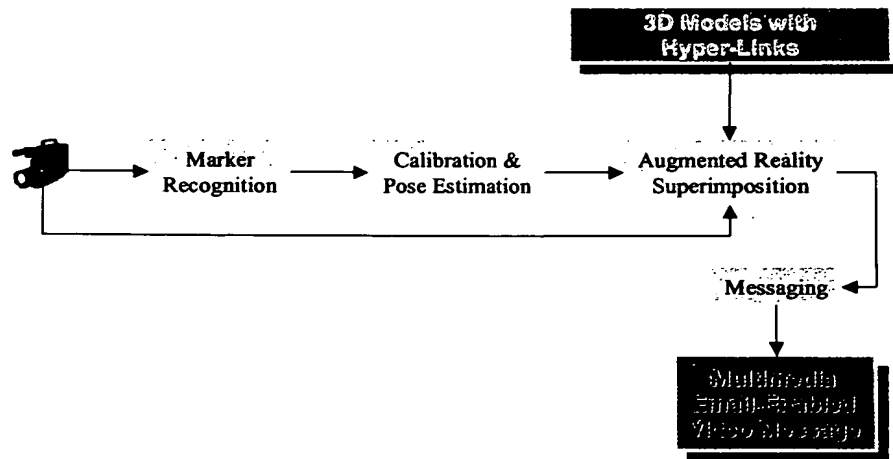 3D Models with
Hyper-Links
Marker
Recognition
Calibration &
Pose Estimation
Augmented Reality
Superimposition
Messaging
Multimedia
Email-Enabled
Video Message